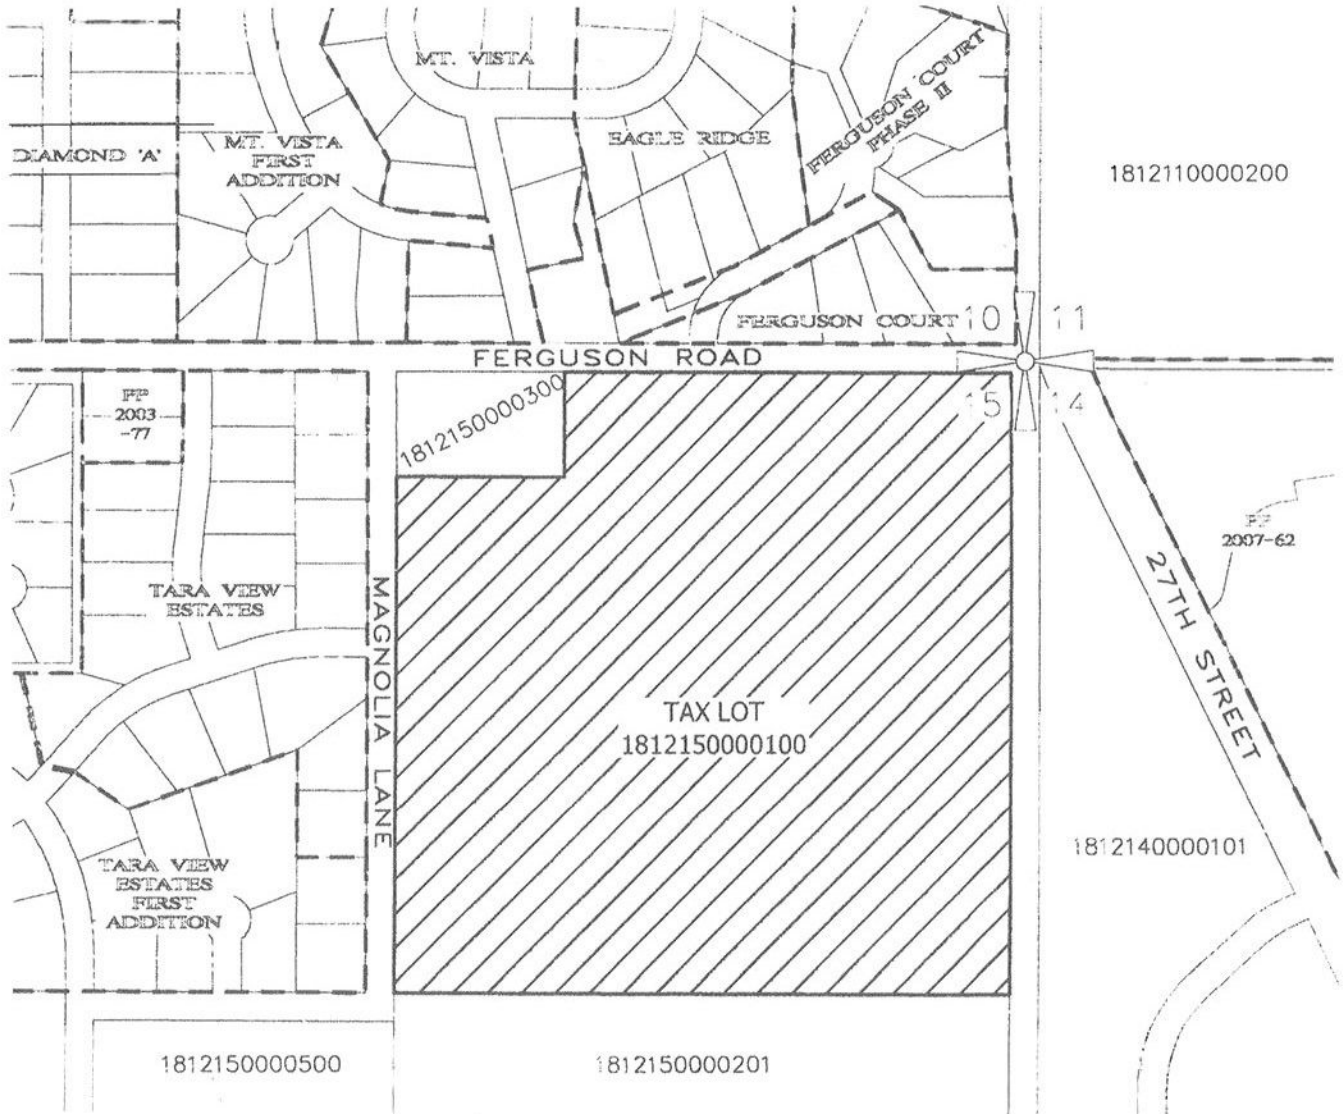 MT. VISTA
FERGUSON COURT
PHASE II
DIAMOND 'A'
MT. VISTA
FIRST
ADDITION
EAGLE RIDGE
1812110000200
FERGUSON COURT
10
11
FERGUSON ROAD
PP
2003
-77
1812150000300
15
14
PP
2007-62
27TH STREET
TARA VIEW
ESTATES
MAGNOLIA LANE
TAX LOT
1812150000100
1812140000101
TARA VIEW
ESTATES
FIRST
ADDITION
1812150000500
1812150000201